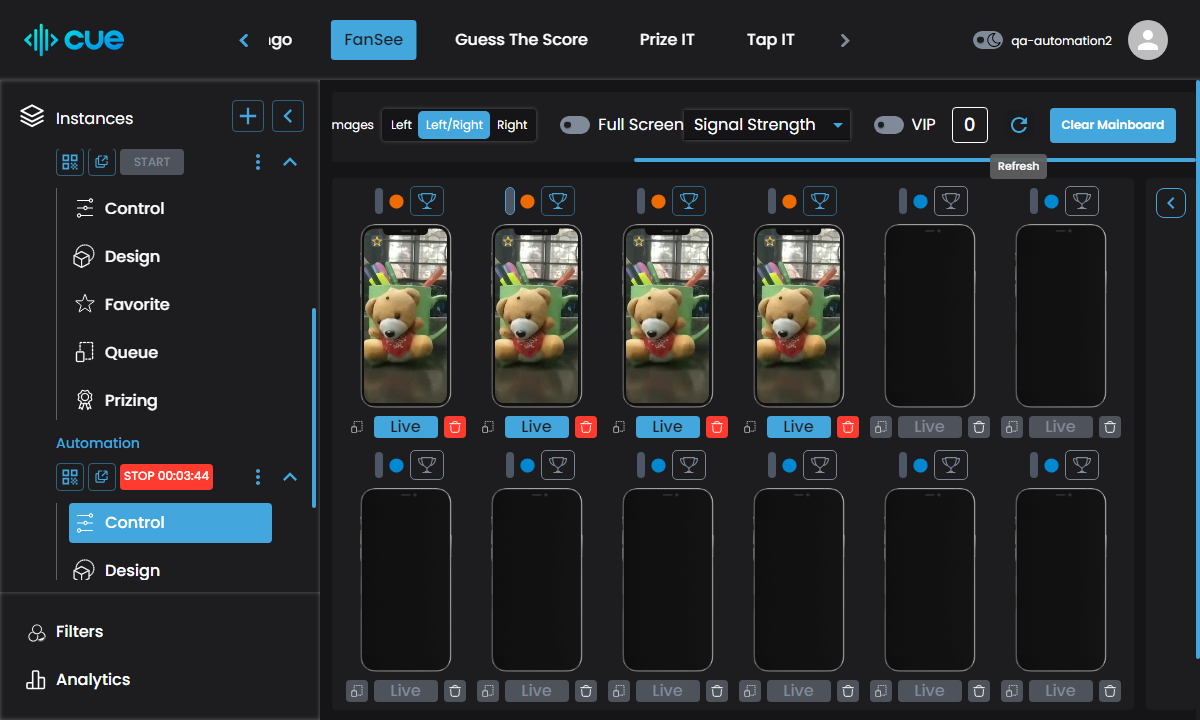 cue
ngo
FanSee
Guess The Score
Prize IT
Tap IT
qa-automation2
Instances
START
Control
Design
Favorite
Queue
Prizing
Automation
STOP 00:03:44
Control
Design
Filters
Analytics
mages
Left
Left/Right
Right
Full Screen
Signal Strength
VIP
0
Clear Mainboard
Refresh
Live
Live
Live
Live
Live
Live
Live
Live
Live
Live
Live
Live